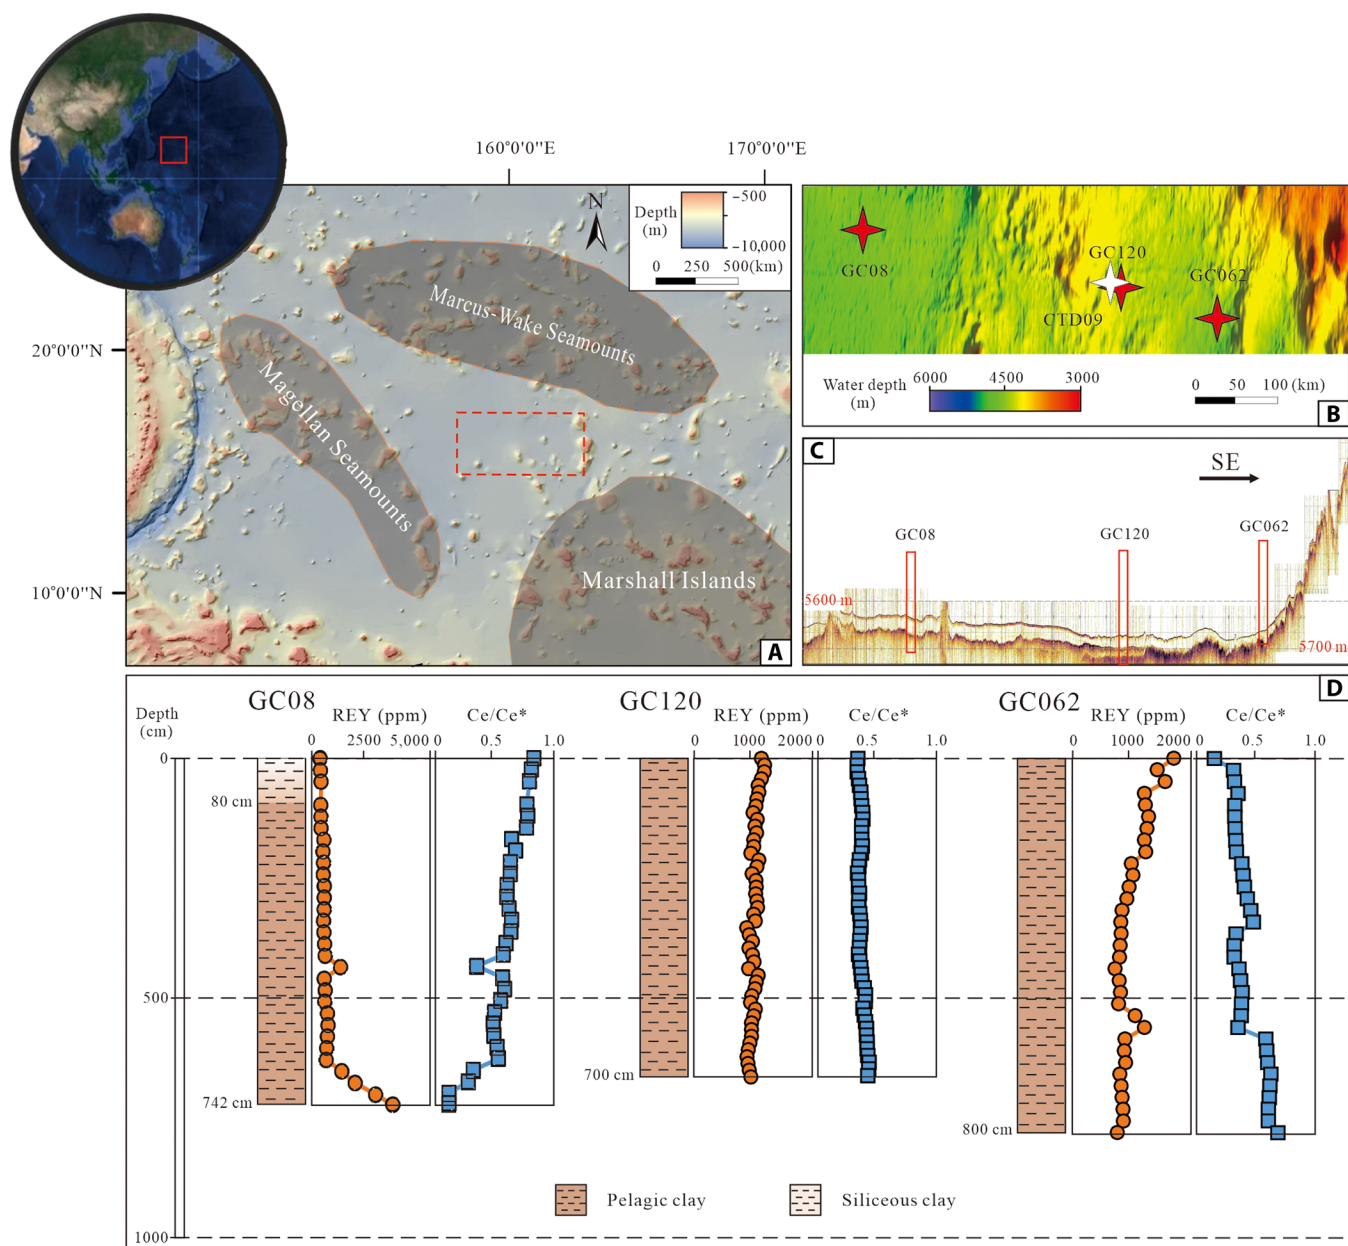 160°0'0''E
170°0'0''E
20°0'0''N
10°0'0''N
Depth
(m)
−500
−10,000
0 250 500(km)
N
Marcus-Wake Seamounts
Magellan Seamounts
Marshall Islands
A
GC08
GC120
GC062
CTD09
Water depth
(m)
6000 4500 3000
0 50 100 (km)
B
C
SE
GC08
GC120
GC062
5600 m
5700 m
D
Depth
(cm)
0
500
1000
GC08
REY (ppm)
0 2500 5,000
Ce/Ce*
0 0.5 1.0
80 cm
742 cm
GC120
REY (ppm)
0 1000 2000
Ce/Ce*
0 0.5 1.0
700 cm
GC062
REY (ppm)
0 1000 2000
Ce/Ce*
0 0.5 1.0
800 cm
Pelagic clay
Siliceous clay